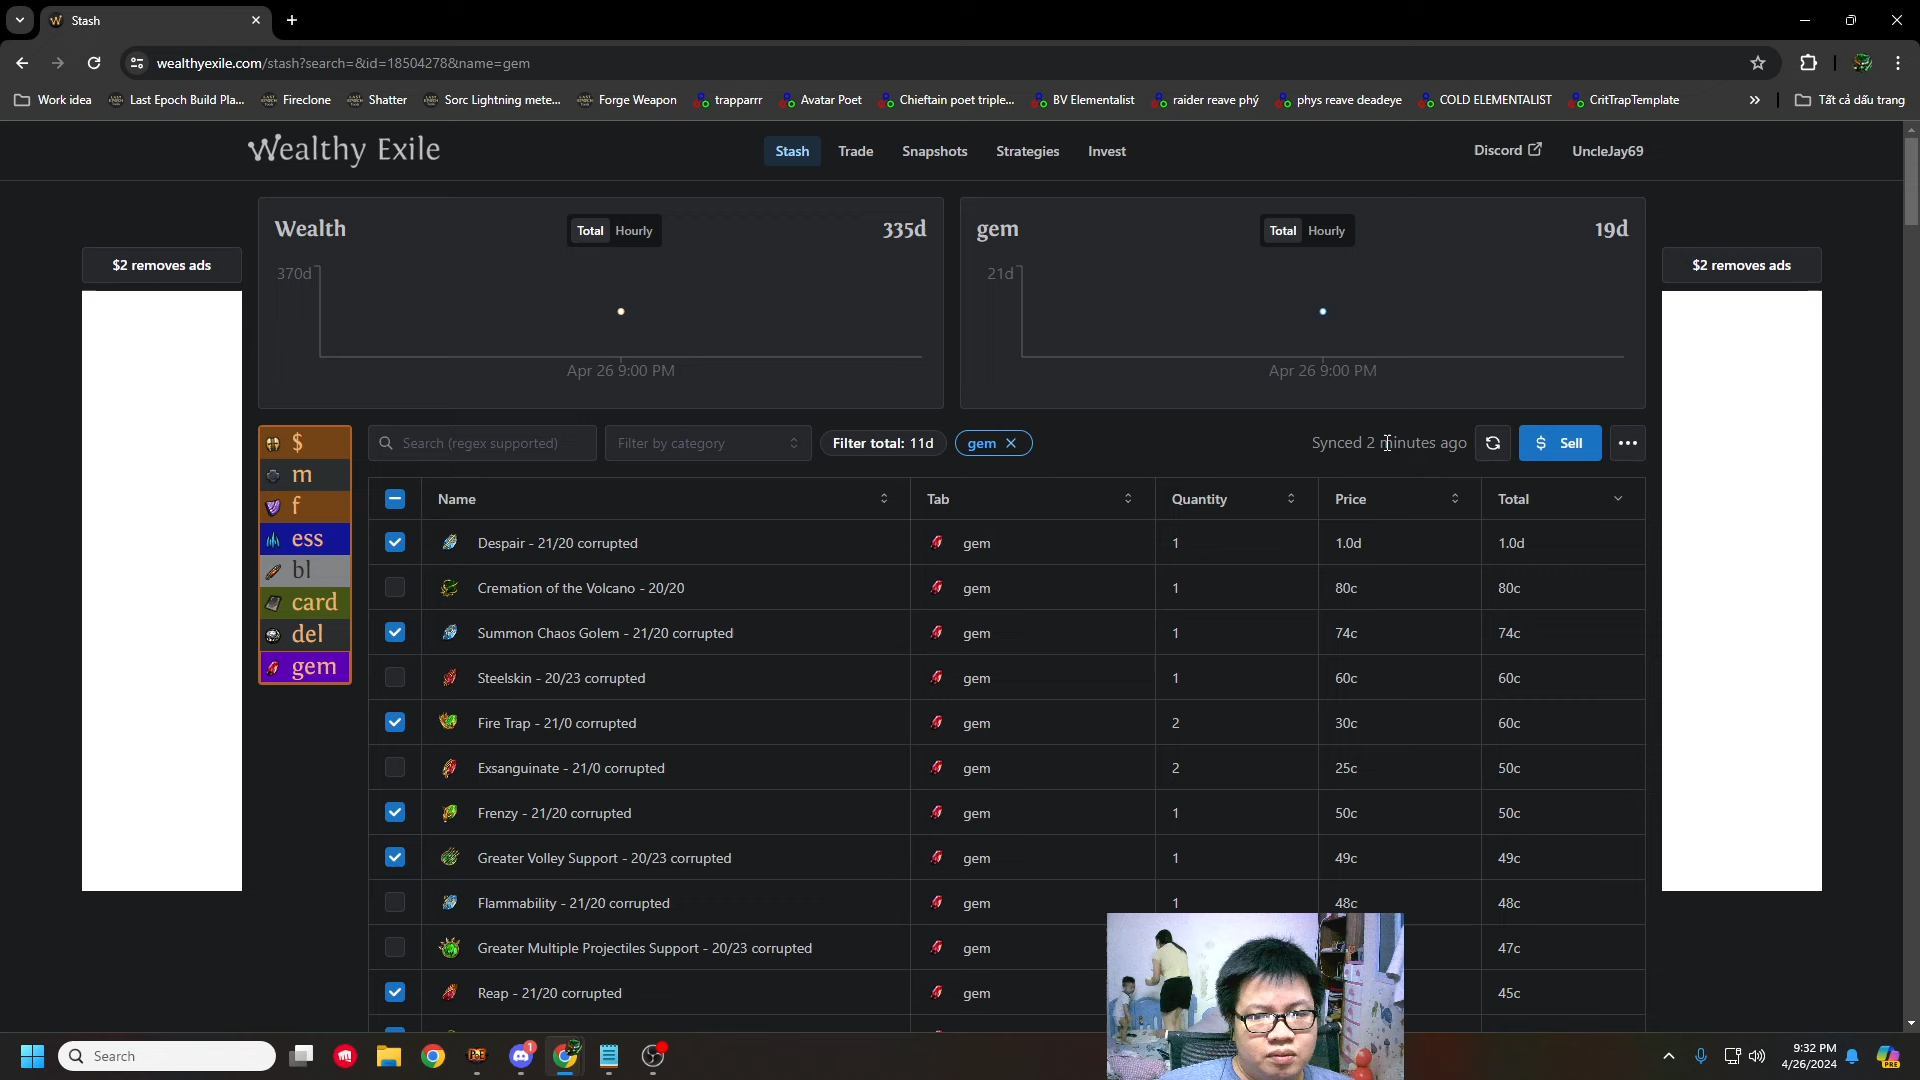 Stash
wealthyexile.com/stash?search=&id=18504278&name=gem
Work idea
Last Epoch Build Pla...
Fireclone
Shatter
Sorc Lightning mete...
Forge Weapon
trapparrr
Avatar Poet
Chieftain poet triple...
BV Elementalist
raider reave phý
phys reave deadeye
COLD ELEMENTALIST
CritTrapTemplate
Tất cả dấu trang
Wealthy Exile
Stash
Trade
Snapshots
Strategies
Invest
Discord
UncleJay69
$2 removes ads
Wealth
Total
Hourly
335d
370d
Apr 26 9:00 PM
gem
Total
Hourly
19d
21d
Apr 26 9:00 PM
$2 removes ads
$
m
f
ess
bl
card
del
gem
Search (regex supported)
Filter by category
Filter total: 11d
gem
Synced 2 minutes ago
$ Sell
Name Tab Quantity Price Total
Despair - 21/20 corrupted gem 1 1.0d 1.0d
Cremation of the Volcano - 20/20 gem 1 80c 80c
Summon Chaos Golem - 21/20 corrupted gem 1 74c 74c
Steelskin - 20/23 corrupted gem 1 60c 60c
Fire Trap - 21/0 corrupted gem 2 30c 60c
Exsanguinate - 21/0 corrupted gem 2 25c 50c
Frenzy - 21/20 corrupted gem 1 50c 50c
Greater Volley Support - 20/23 corrupted gem 1 49c 49c
Flammability - 21/20 corrupted gem 1 48c 48c
Greater Multiple Projectiles Support - 20/23 corrupted gem 47c
Reap - 21/20 corrupted gem 45c
Search
1
9:32 PM
4/26/2024
PRE